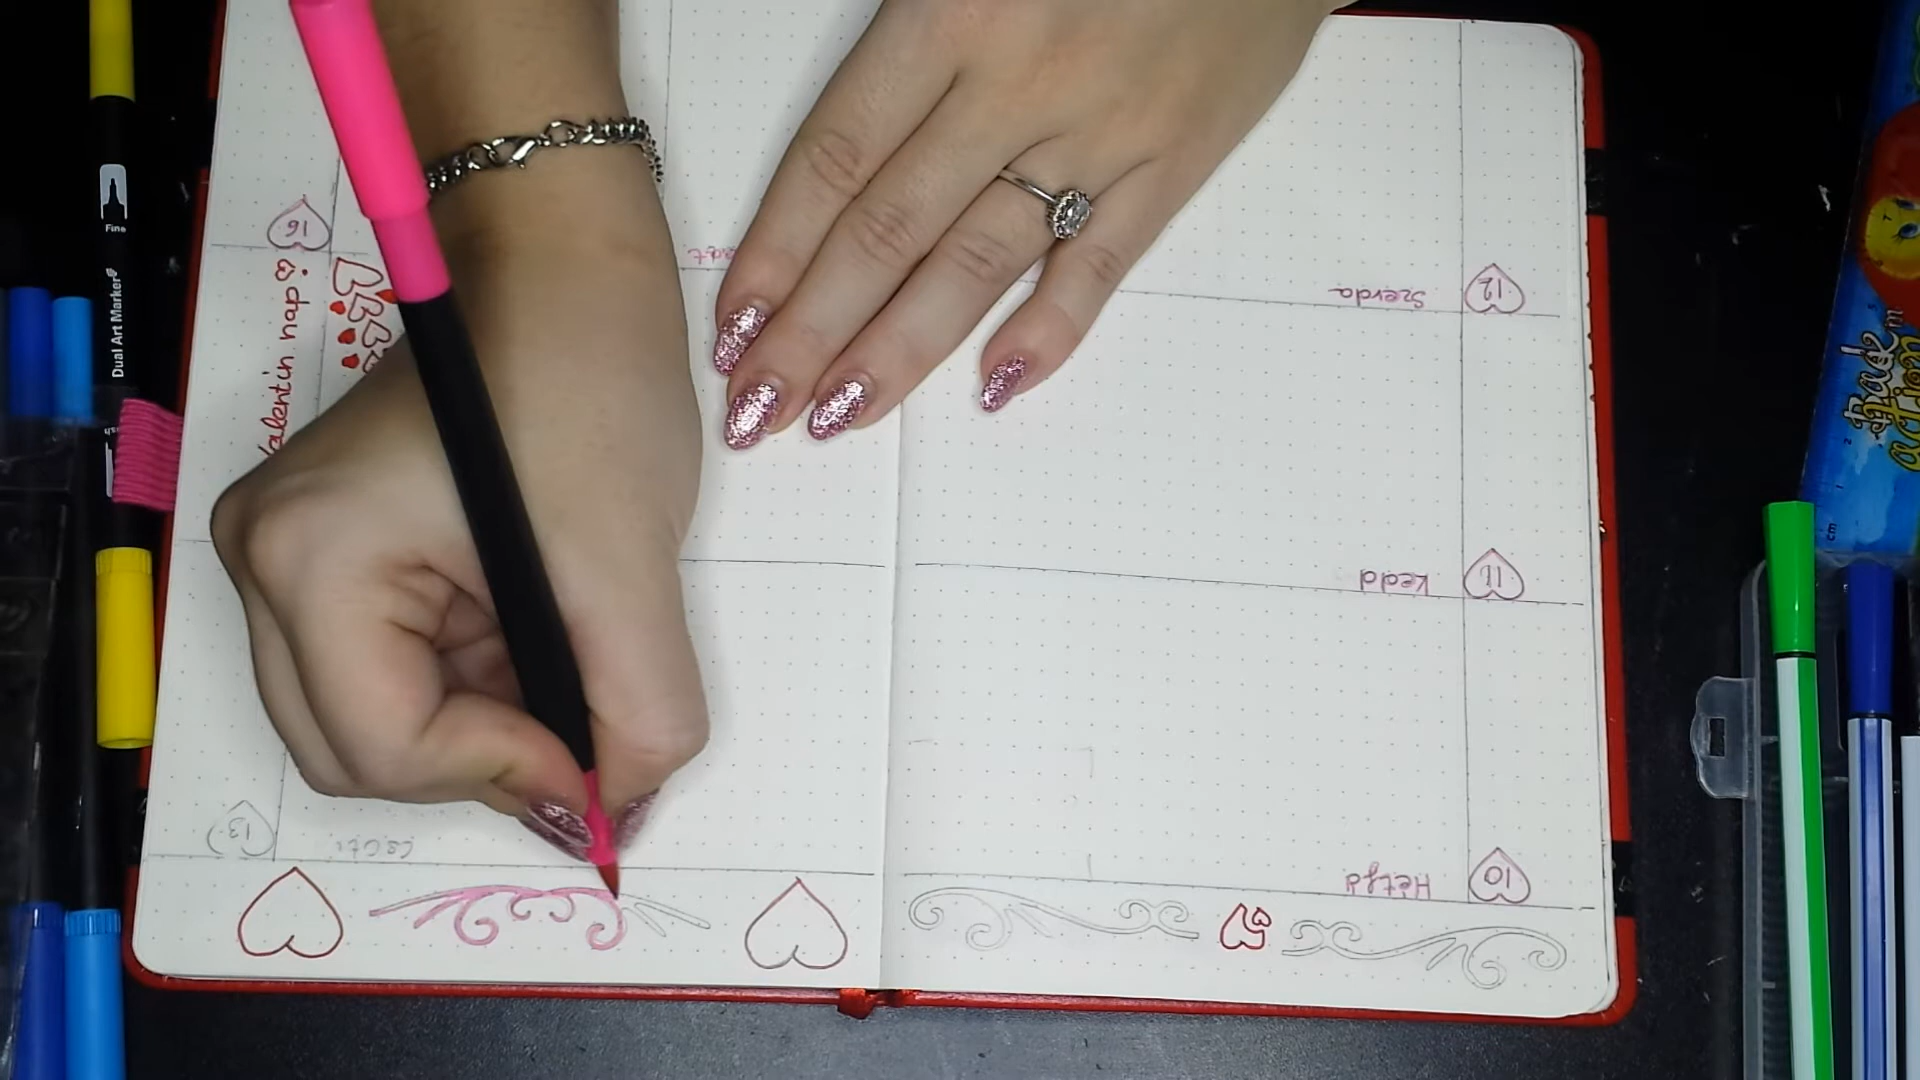 10
Hétfő
11
Kedd
12
Szerda
13
Valentin nap
16
Fine
Dual Art Marker